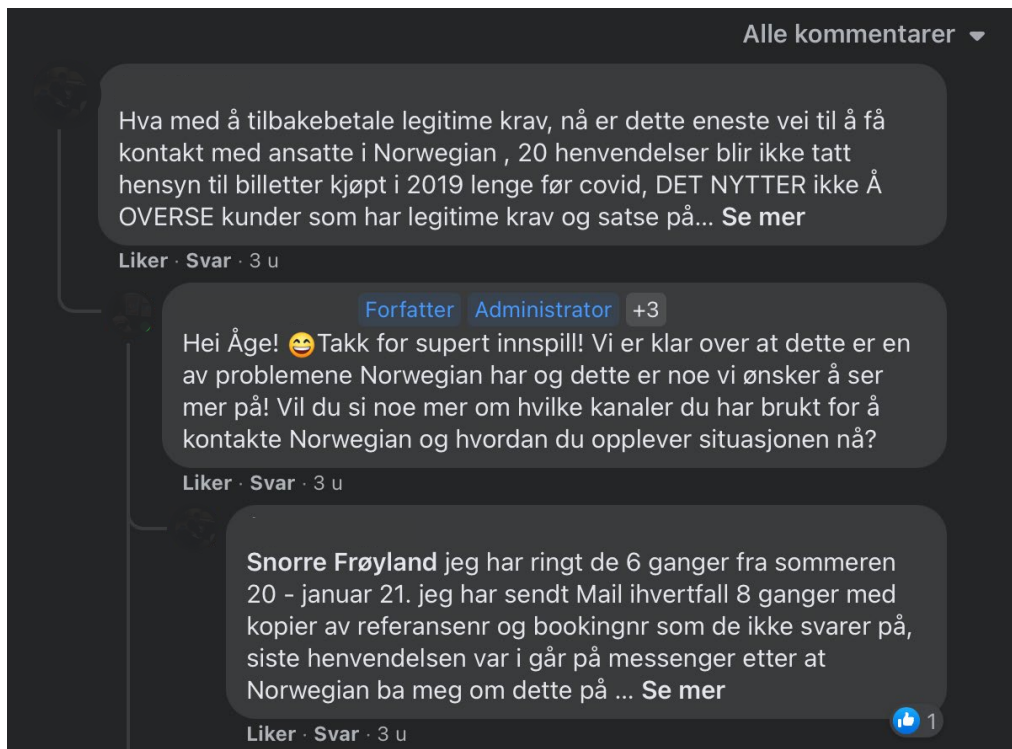 Alle kommentarer
Hva med å tilbakebetale legitime krav, nå er dette eneste vei til å få
kontakt med ansatte i Norwegian , 20 henvendelser blir ikke tatt
hensyn til billetter kjøpt i 2019 lenge før covid, DET NYTTER ikke Å
OVERSE kunder som har legitime krav og satse på... Se mer
Liker · Svar · 3 u
Forfatter Administrator +3
Hei Åge! 😄Takk for supert innspill! Vi er klar over at dette er en
av problemene Norwegian har og dette er noe vi ønsker å ser
mer på! Vil du si noe mer om hvilke kanaler du har brukt for å
kontakte Norwegian og hvordan du opplever situasjonen nå?
Liker · Svar · 3 u
Snorre Frøyland jeg har ringt de 6 ganger fra sommeren
20 - januar 21. jeg har sendt Mail ihvertfall 8 ganger med
kopier av referansenr og bookingnr som de ikke svarer på,
siste henvendelsen var i går på messenger etter at
Norwegian ba meg om dette på ... Se mer
1
Liker · Svar · 3 u